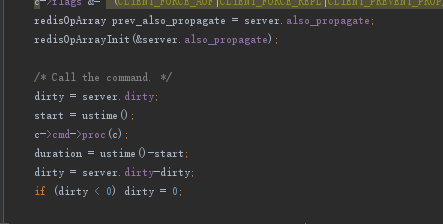 c->flags &= ~(CLIENT_FORCE_AOF|CLIENT_FORCE_REPL|CLIENT_PREVENT_PROP
redisOpArray prev_also_propagate = server.also_propagate;
redisOpArrayInit(&server.also_propagate);
/* Call the command. */
dirty = server.dirty;
start = ustime();
c->cmd->proc(c);
duration = ustime()-start;
dirty = server.dirty-dirty;
if (dirty < 0) dirty = 0;